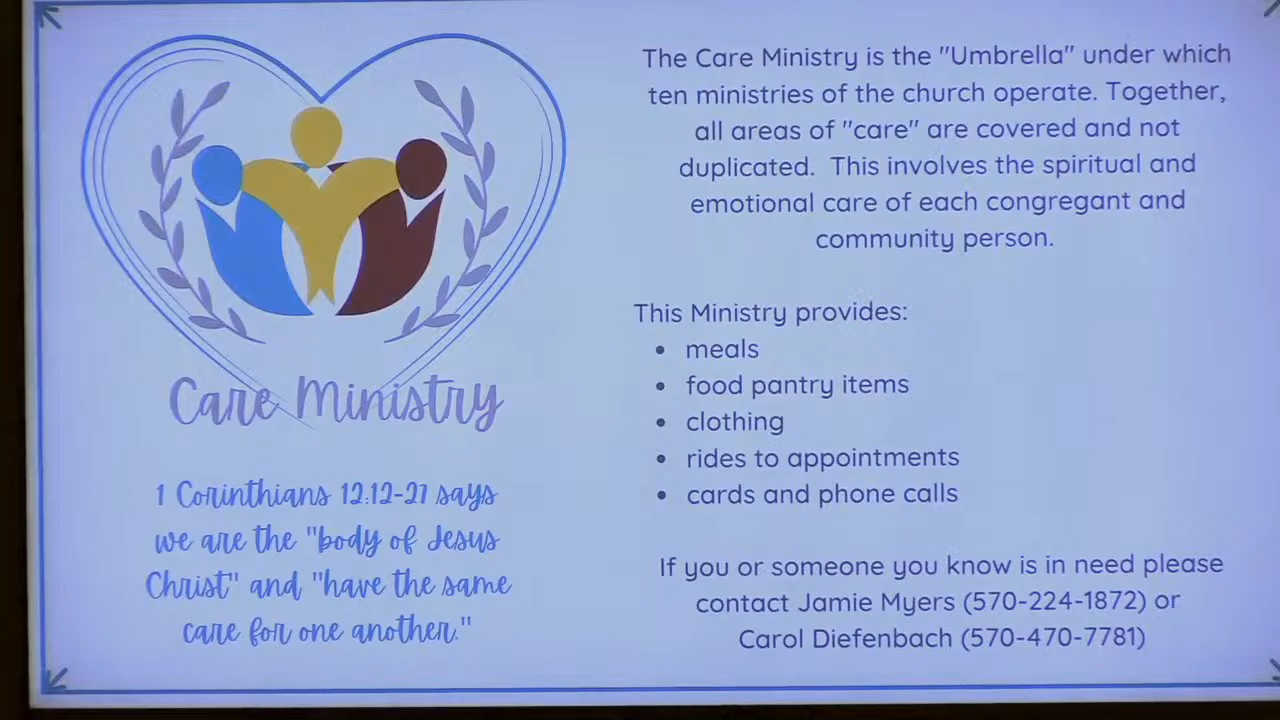 Care Ministry
1 Corinthians 12:12-27 says
we are the "body of Jesus
Christ" and "have the same
care for one another."
The Care Ministry is the "Umbrella" under which
ten ministries of the church operate. Together,
all areas of "care" are covered and not
duplicated.  This involves the spiritual and
emotional care of each congregant and
community person.
This Ministry provides:
• meals
• food pantry items
• clothing
• rides to appointments
• cards and phone calls
If you or someone you know is in need please
contact Jamie Myers (570-224-1872) or
Carol Diefenbach (570-470-7781)